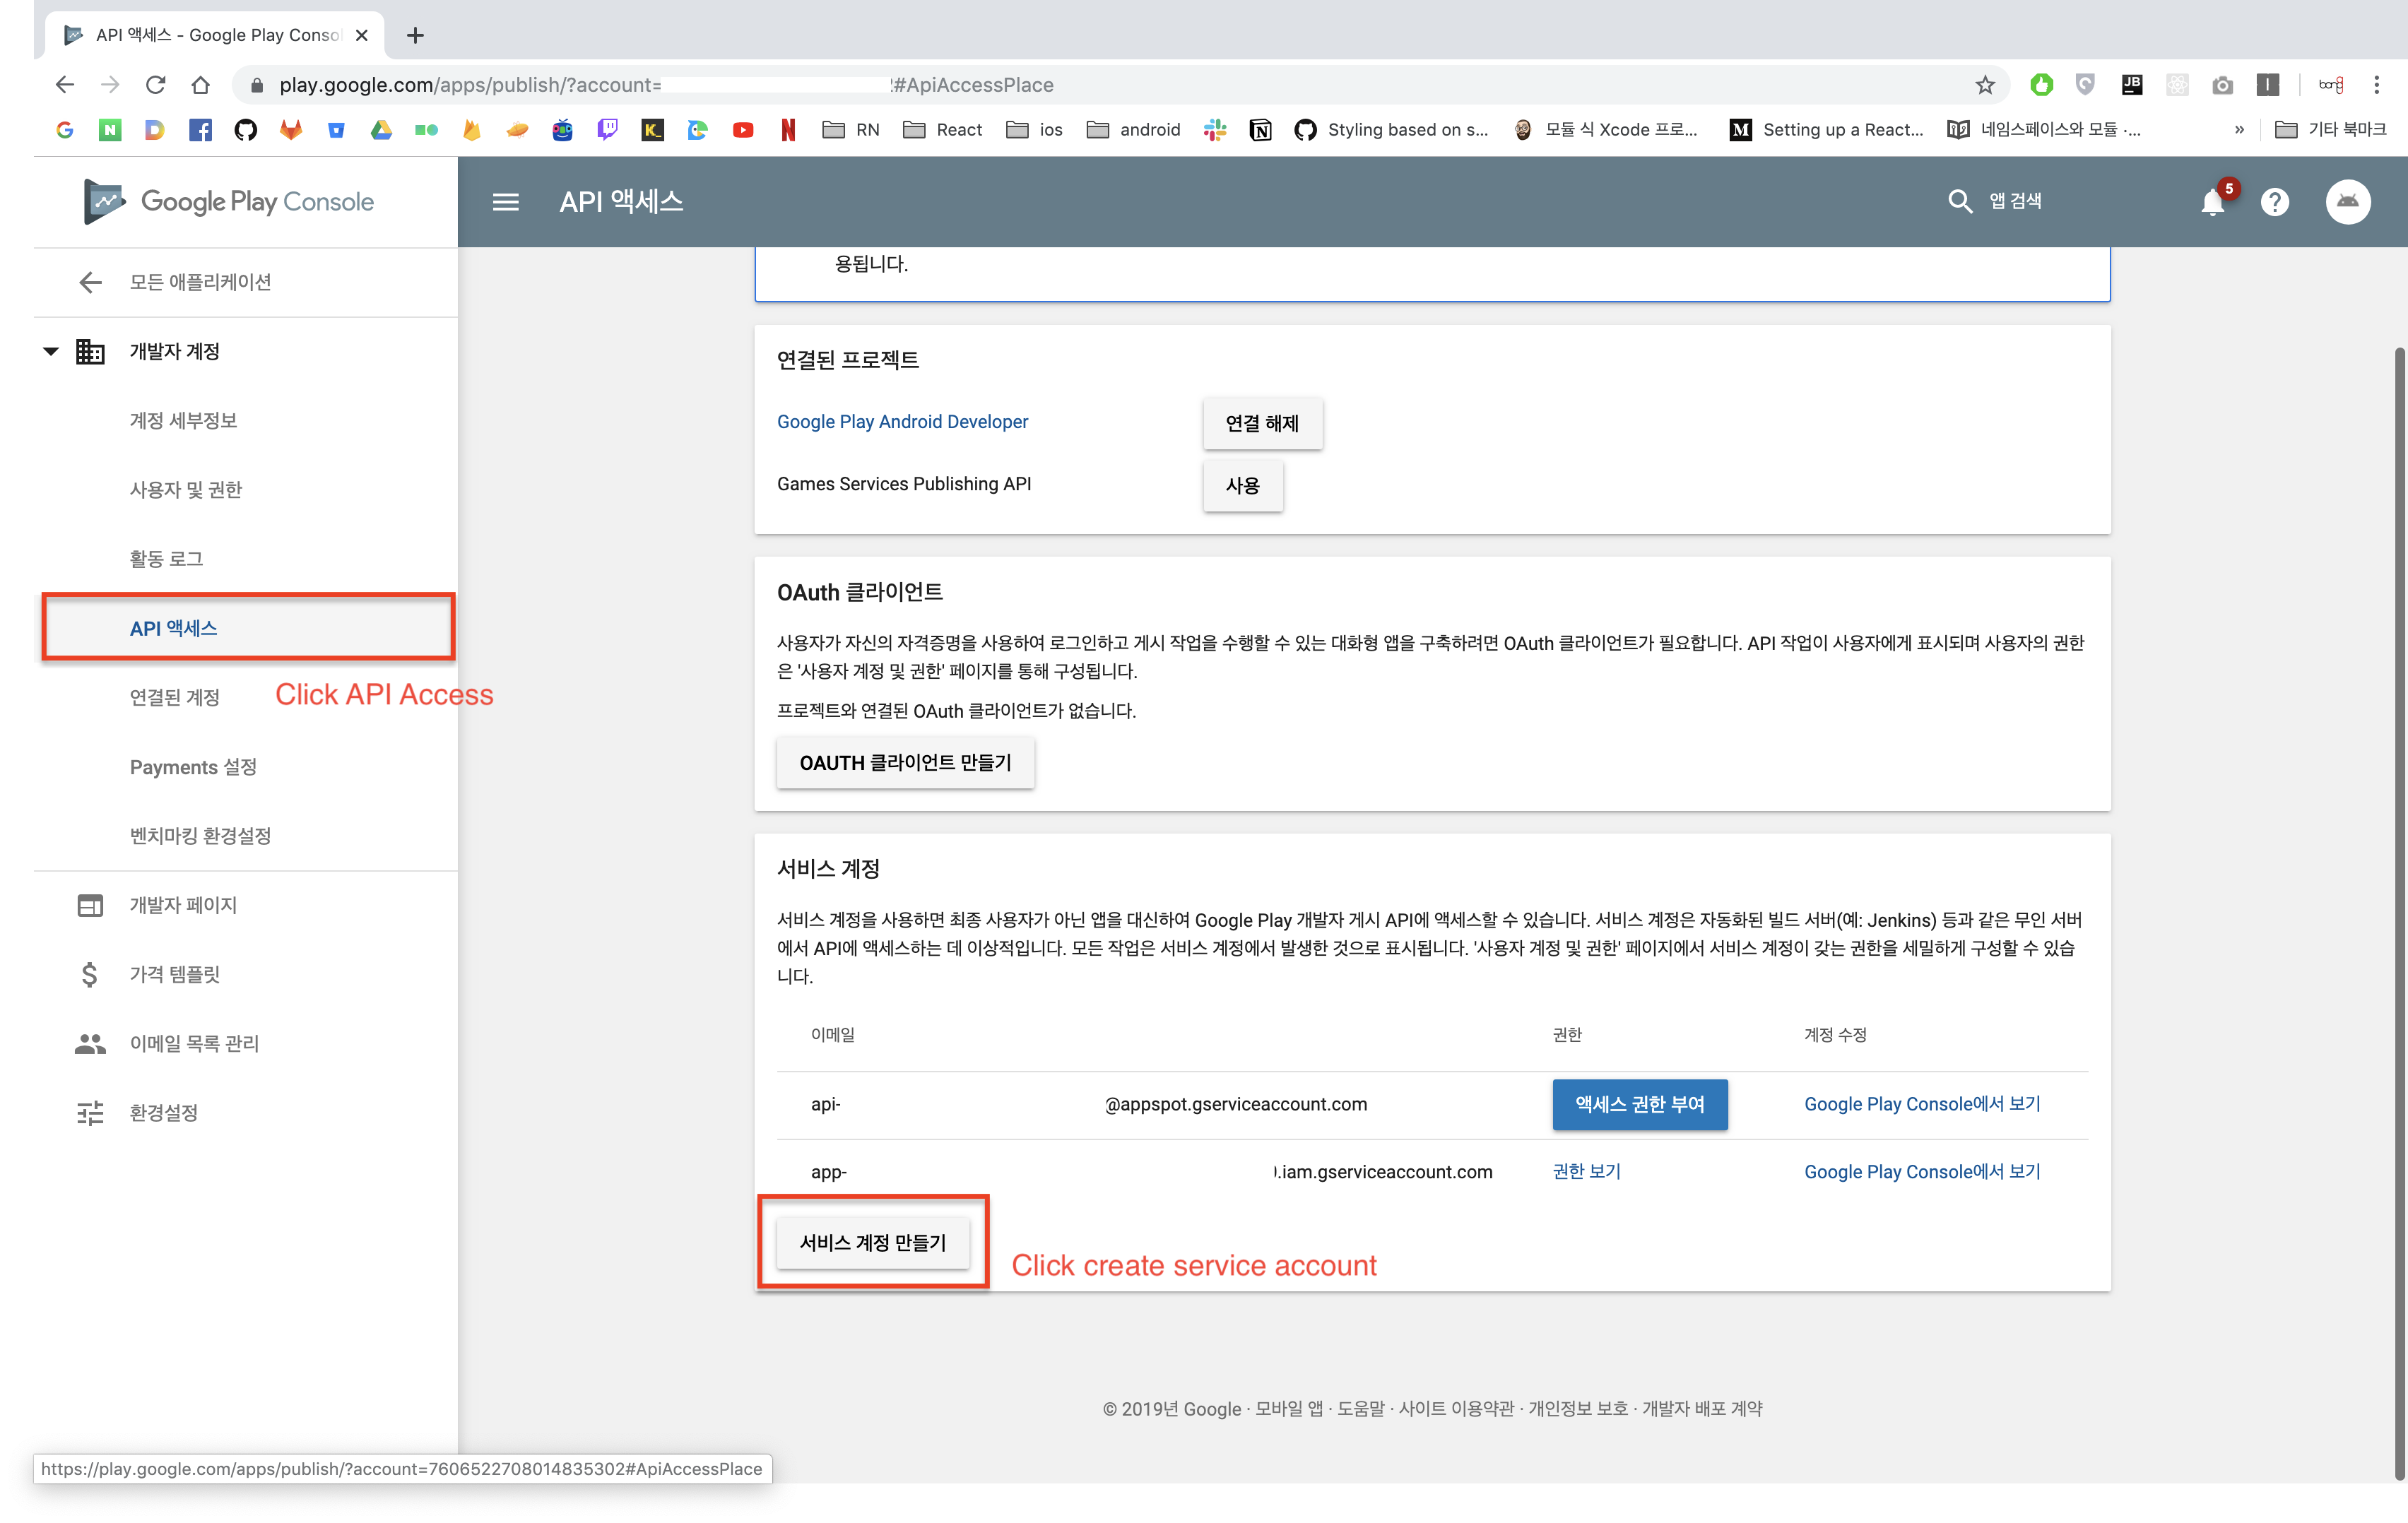 API 액세스 - Google Play Consol
play.google.com/apps/publish/?account= #ApiAccessPlace
RN
React
ios
android
Styling based on s...
모듈 식 Xcode 프로...
Setting up a React...
네임스페이스와 모듈 ·...
»
기타 북마크
Google Play Console
API 액세스
앱 검색
5
모든 애플리케이션
개발자 계정
계정 세부정보
사용자 및 권한
활동 로그
API 액세스
Click API Access
연결된 계정
Payments 설정
벤치마킹 환경설정
개발자 페이지
가격 템플릿
이메일 목록 관리
환경설정
용됩니다.
연결된 프로젝트
Google Play Android Developer
연결 해제
Games Services Publishing API
사용
OAuth 클라이언트
사용자가 자신의 자격증명을 사용하여 로그인하고 게시 작업을 수행할 수 있는 대화형 앱을 구축하려면 OAuth 클라이언트가 필요합니다. API 작업이 사용자에게 표시되며 사용자의 권한
은 '사용자 계정 및 권한' 페이지를 통해 구성됩니다.
프로젝트와 연결된 OAuth 클라이언트가 없습니다.
OAUTH 클라이언트 만들기
서비스 계정
서비스 계정을 사용하면 최종 사용자가 아닌 앱을 대신하여 Google Play 개발자 게시 API에 액세스할 수 있습니다. 서비스 계정은 자동화된 빌드 서버(예: Jenkins) 등과 같은 무인 서버
에서 API에 액세스하는 데 이상적입니다. 모든 작업은 서비스 계정에서 발생한 것으로 표시됩니다. '사용자 계정 및 권한' 페이지에서 서비스 계정이 갖는 권한을 세밀하게 구성할 수 있습
니다.
이메일 권한 계정 수정
api- @appspot.gserviceaccount.com 액세스 권한 부여 Google Play Console에서 보기
app- .iam.gserviceaccount.com 권한 보기 Google Play Console에서 보기
서비스 계정 만들기
Click create service account
© 2019년 Google · 모바일 앱 · 도움말 · 사이트 이용약관 · 개인정보 보호 · 개발자 배포 계약
https://play.google.com/apps/publish/?account=7606522708014835302#ApiAccessPlace